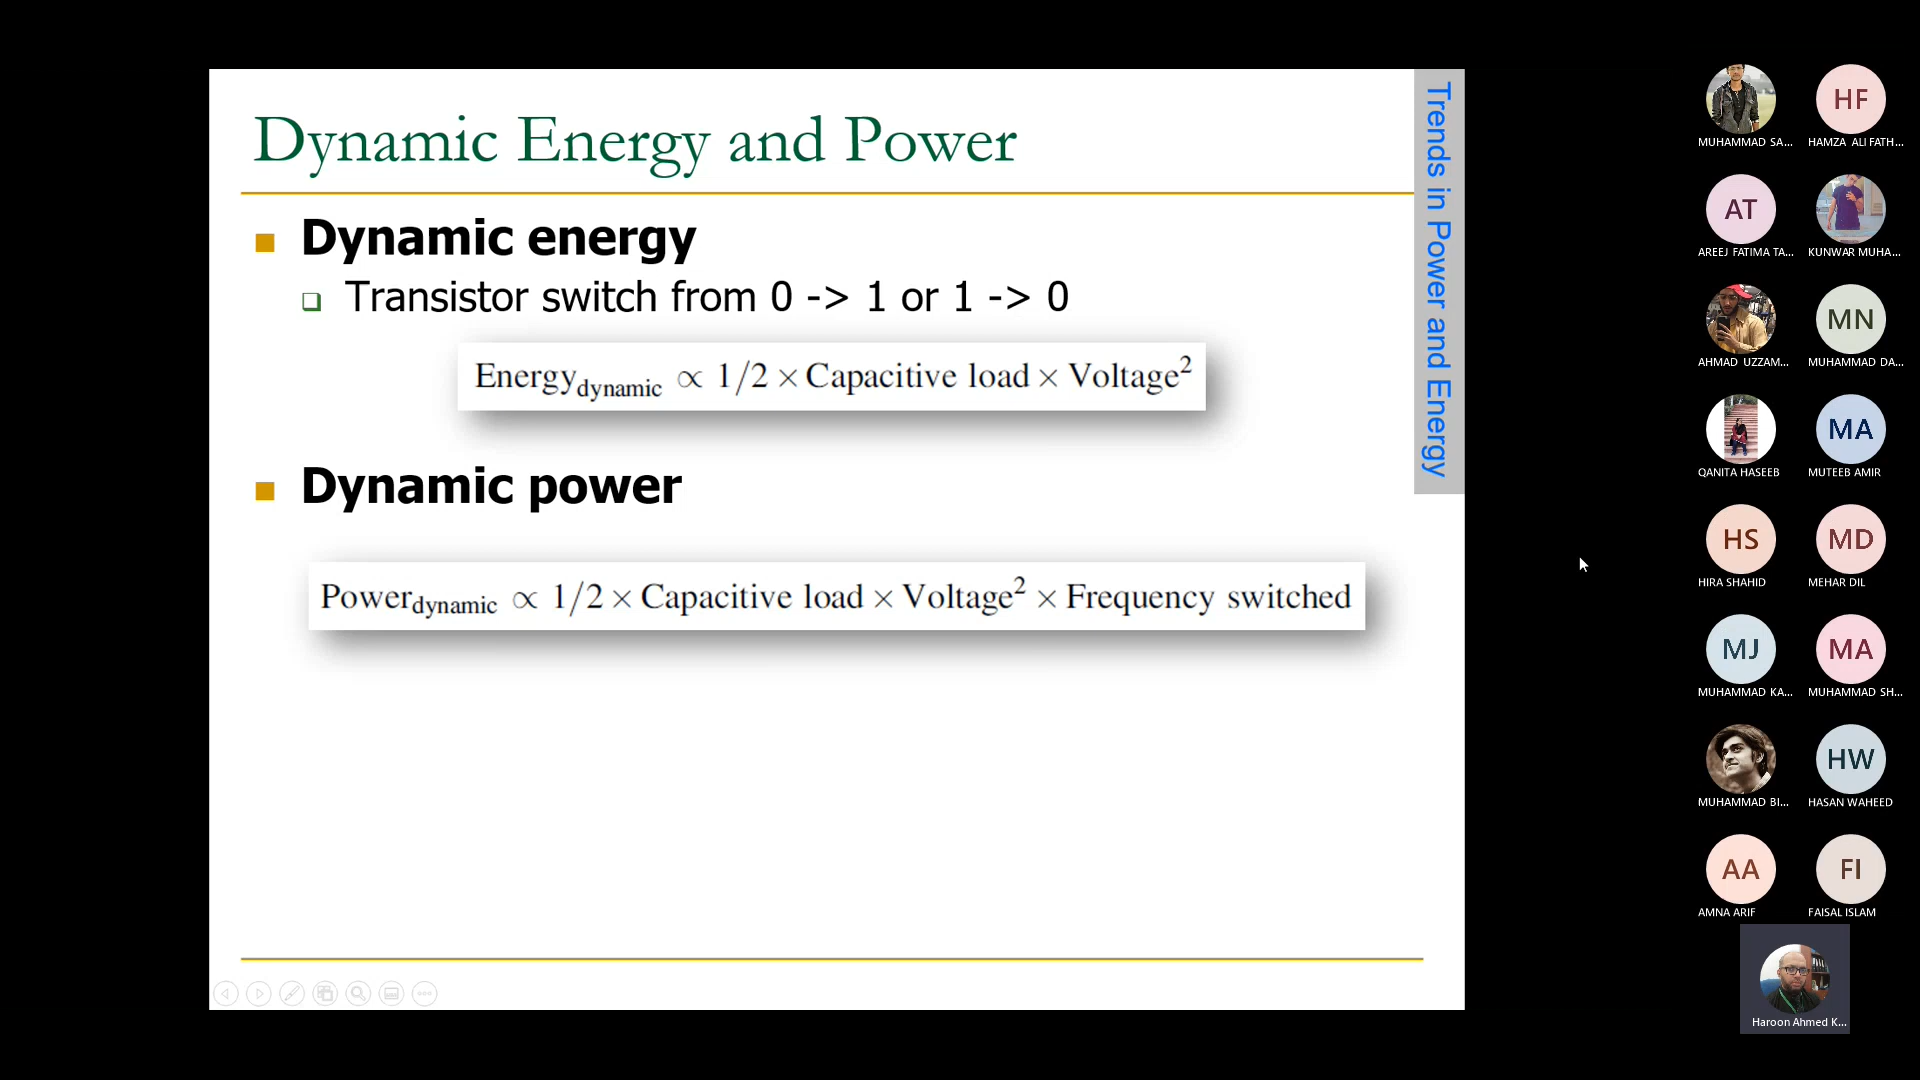 Dynamic Energy and Power
Trends in Power and Energy
Dynamic energy
Transistor switch from 0 -> 1 or 1 -> 0
Energy_dynamic ∝ 1/2 × Capacitive load × Voltage²
Dynamic power
Power_dynamic ∝ 1/2 × Capacitive load × Voltage² × Frequency switched
MUHAMMAD SA...
HF
HAMZA ALI FATH...
AT
AREEJ FATIMA TA...
KUNWAR MUHA...
AHMAD UZZAM...
MN
MUHAMMAD DA...
QANITA HASEEB
MA
MUTEEB AMIR
HS
HIRA SHAHID
MD
MEHAR DIL
MJ
MUHAMMAD KA...
MA
MUHAMMAD SH...
MUHAMMAD BI...
HW
HASAN WAHEED
AA
AMNA ARIF
FI
FAISAL ISLAM
Haroon Ahmed K...